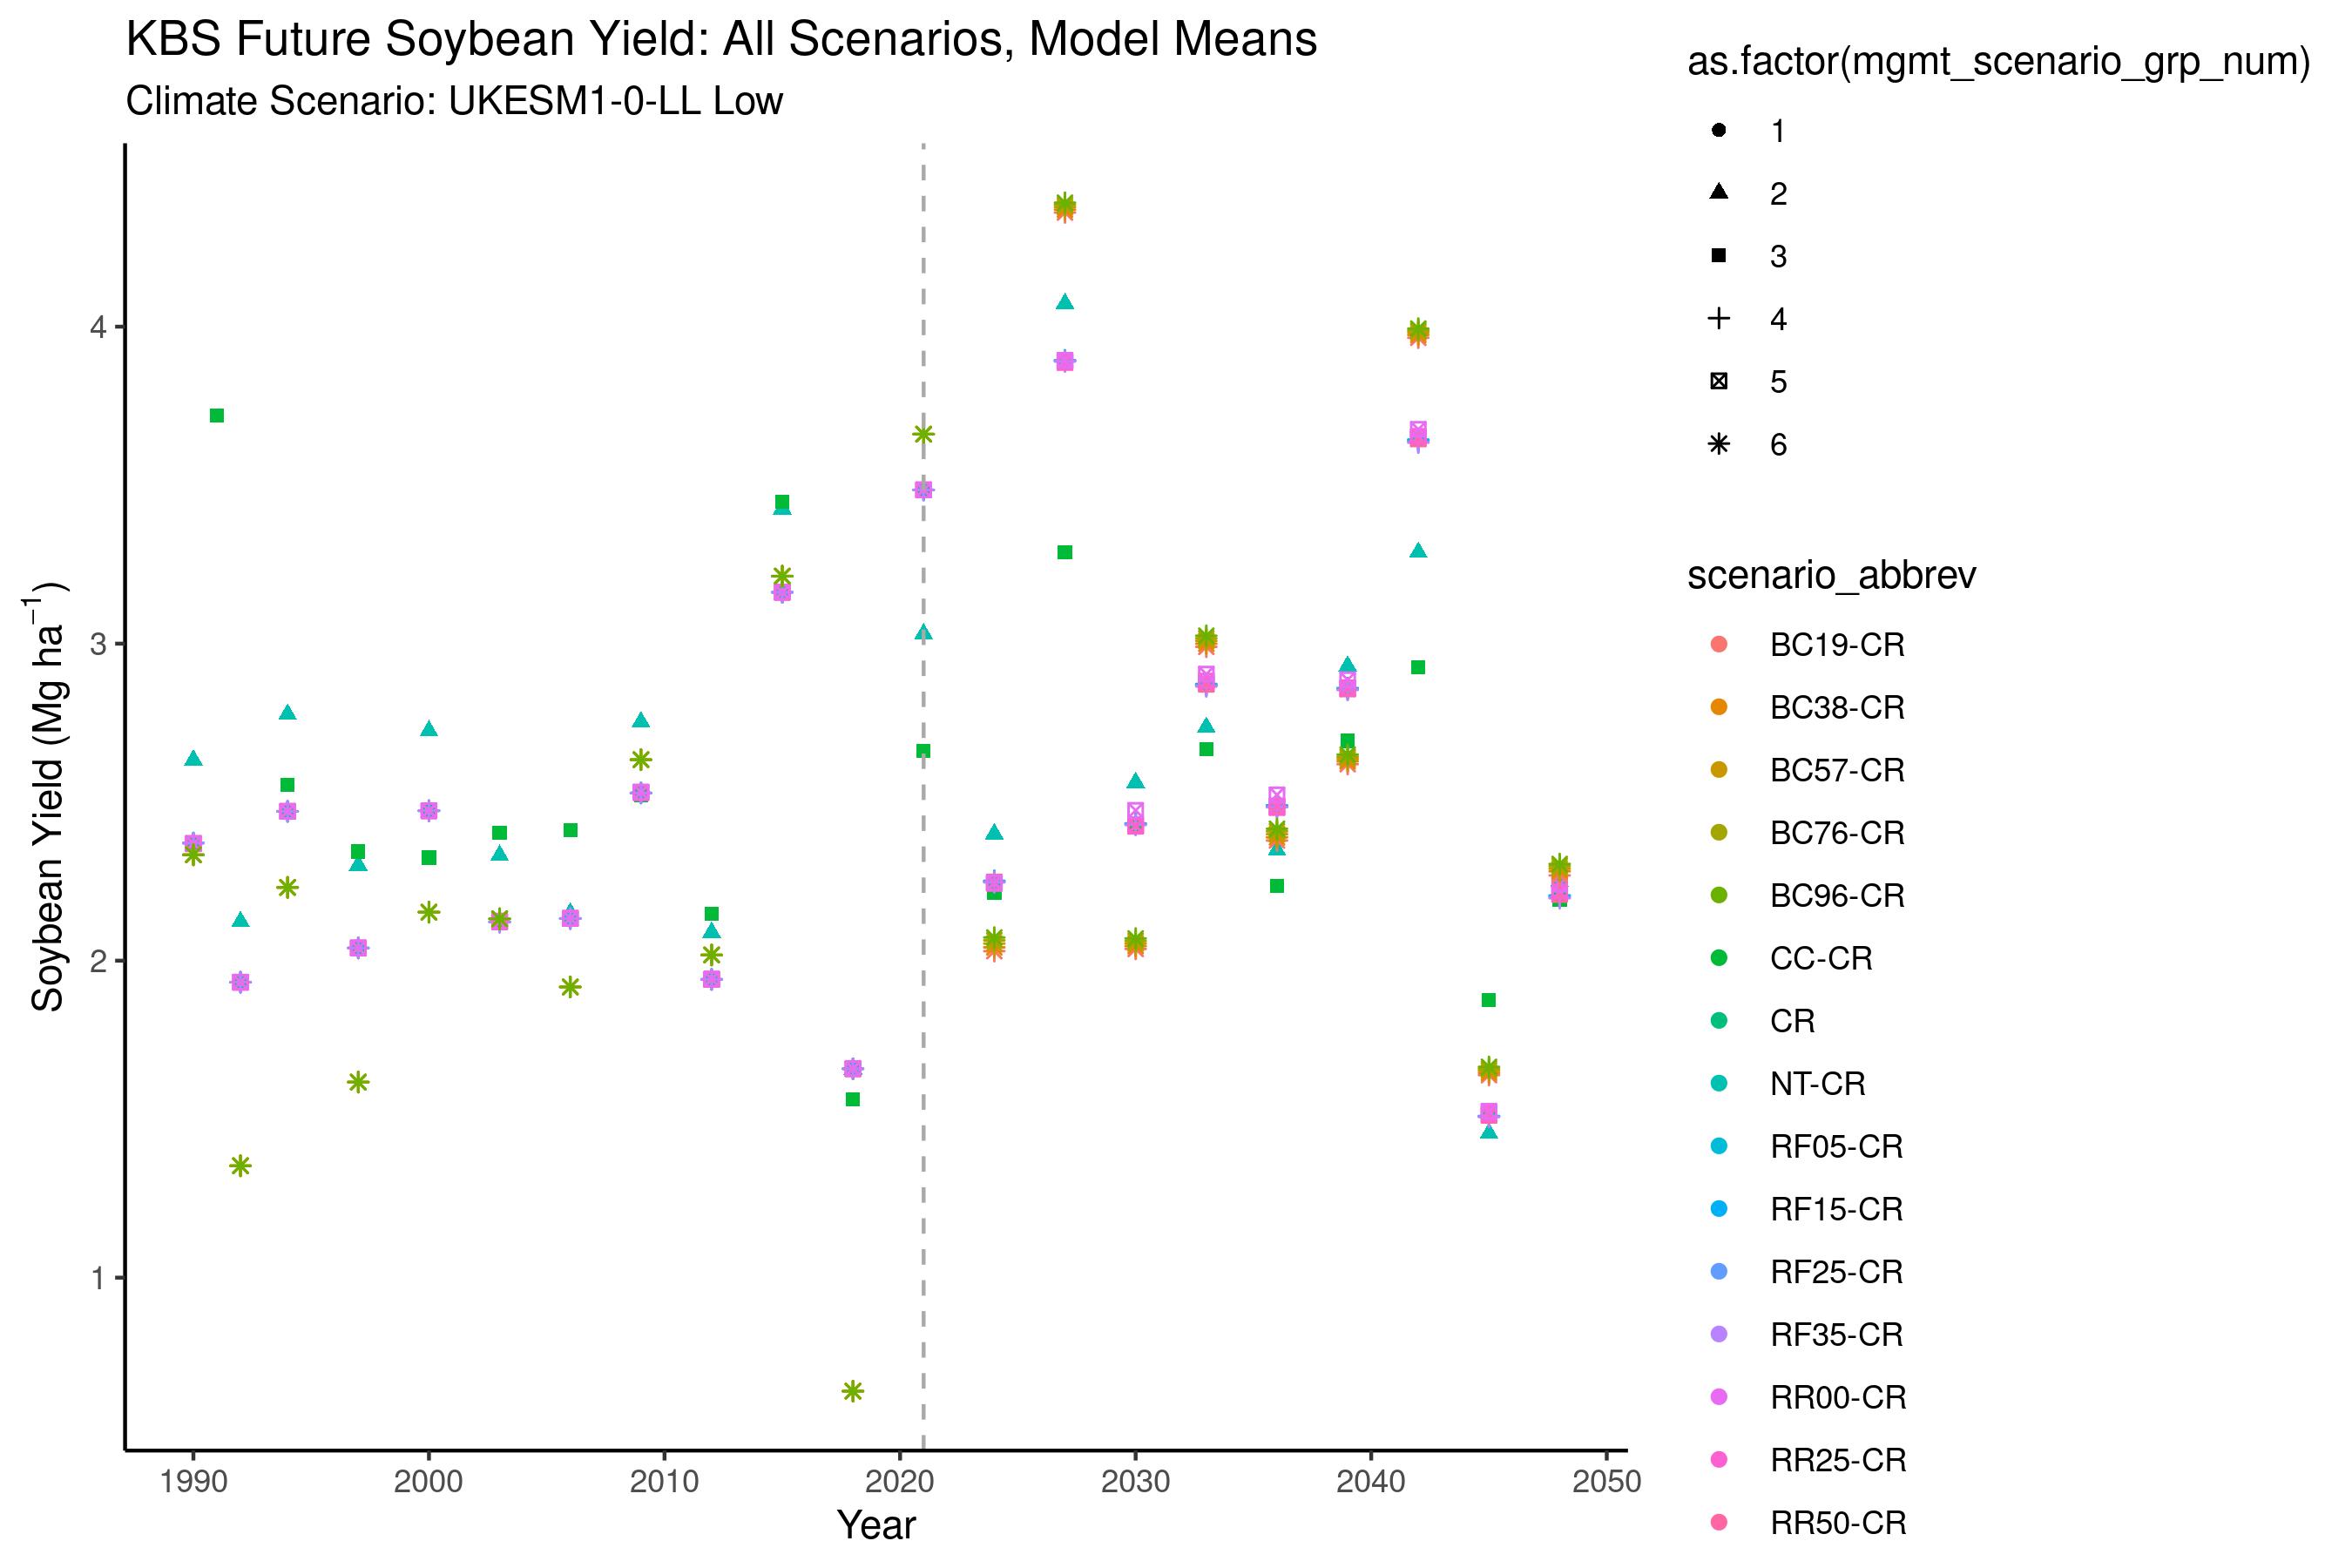 KBS Future Soybean Yield: All Scenarios, Model Means
Climate Scenario: UKESM1-0-LL Low
Soybean Yield (Mg ha⁻¹)
4
3
2
1
1990 2000 2010 2020 2030 2040 2050
Year
as.factor(mgmt_scenario_grp_num)
1
2
3
4
5
6
scenario_abbrev
BC19-CR
BC38-CR
BC57-CR
BC76-CR
BC96-CR
CC-CR
CR
NT-CR
RF05-CR
RF15-CR
RF25-CR
RF35-CR
RR00-CR
RR25-CR
RR50-CR